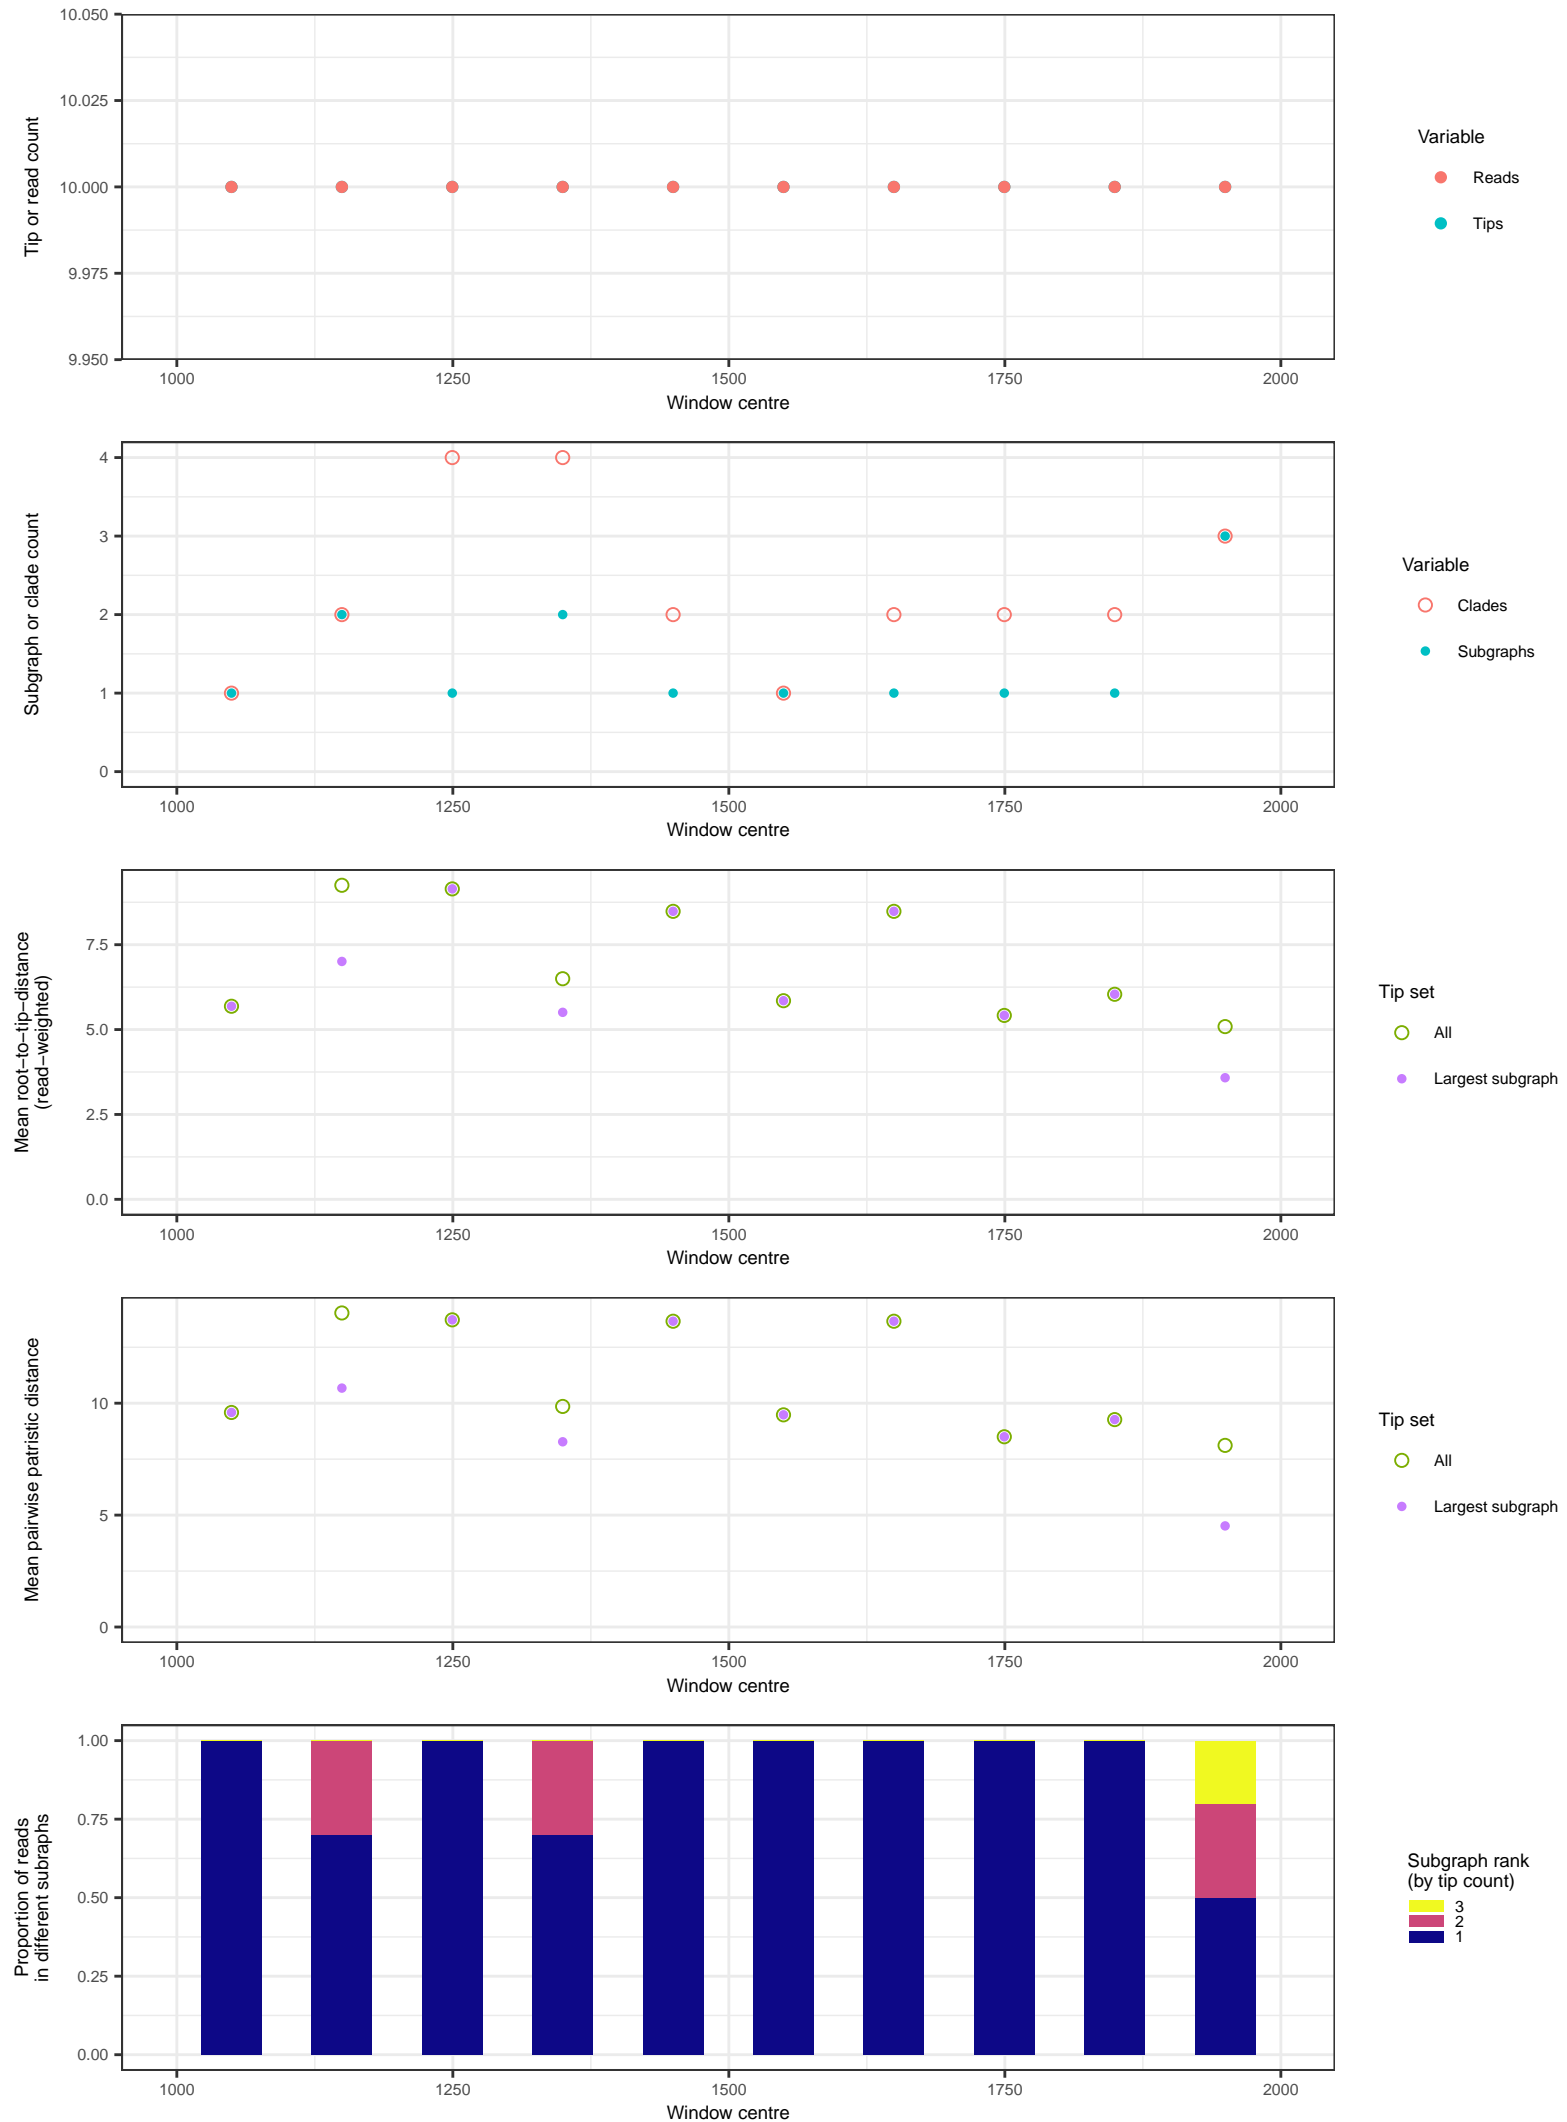 10.050
10.025
10.000
9.975
9.950
Tip or read count
1000 1250 1500 1750 2000
Window centre
Variable
Reads
Tips
4
3
2
1
0
Subgraph or clade count
1000 1250 1500 1750 2000
Window centre
Variable
Clades
Subgraphs
7.5
5.0
2.5
0.0
Mean root−to−tip−distance
(read−weighted)
1000 1250 1500 1750 2000
Window centre
Tip set
All
Largest subgraph
10
5
0
Mean pairwise patristic distance
1000 1250 1500 1750 2000
Window centre
Tip set
All
Largest subgraph
1.00
0.75
0.50
0.25
0.00
Proportion of reads
in different subraphs
1000 1250 1500 1750 2000
Window centre
Subgraph rank
(by tip count)
3
2
1